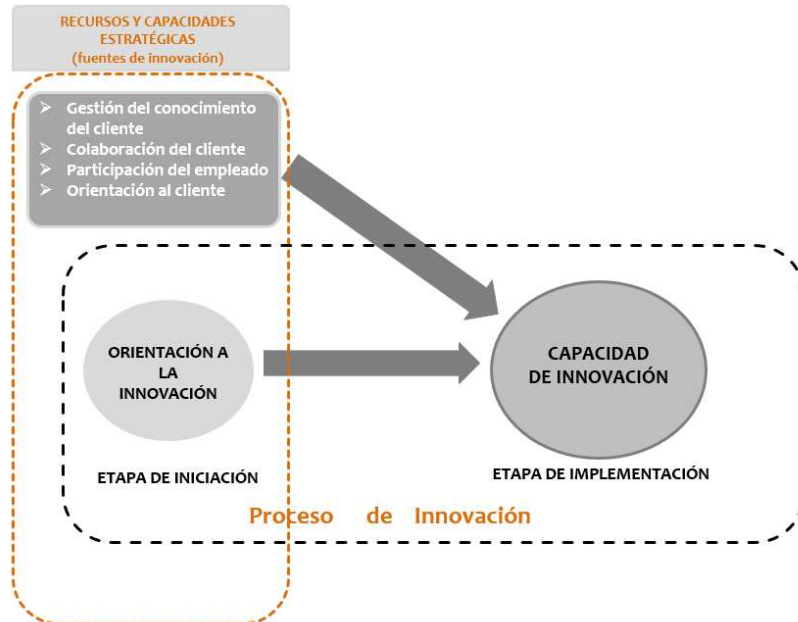 RECURSOS Y CAPACIDADES
ESTRATÉGICAS
(fuentes de innovación)
➢ Gestión del conocimiento
del cliente
➢ Colaboración del cliente
➢ Participación del empleado
➢ Orientación al cliente
ORIENTACIÓN A
LA
INNOVACIÓN
CAPACIDAD
DE INNOVACIÓN
ETAPA DE INICIACIÓN
ETAPA DE IMPLEMENTACIÓN
Proceso de Innovación